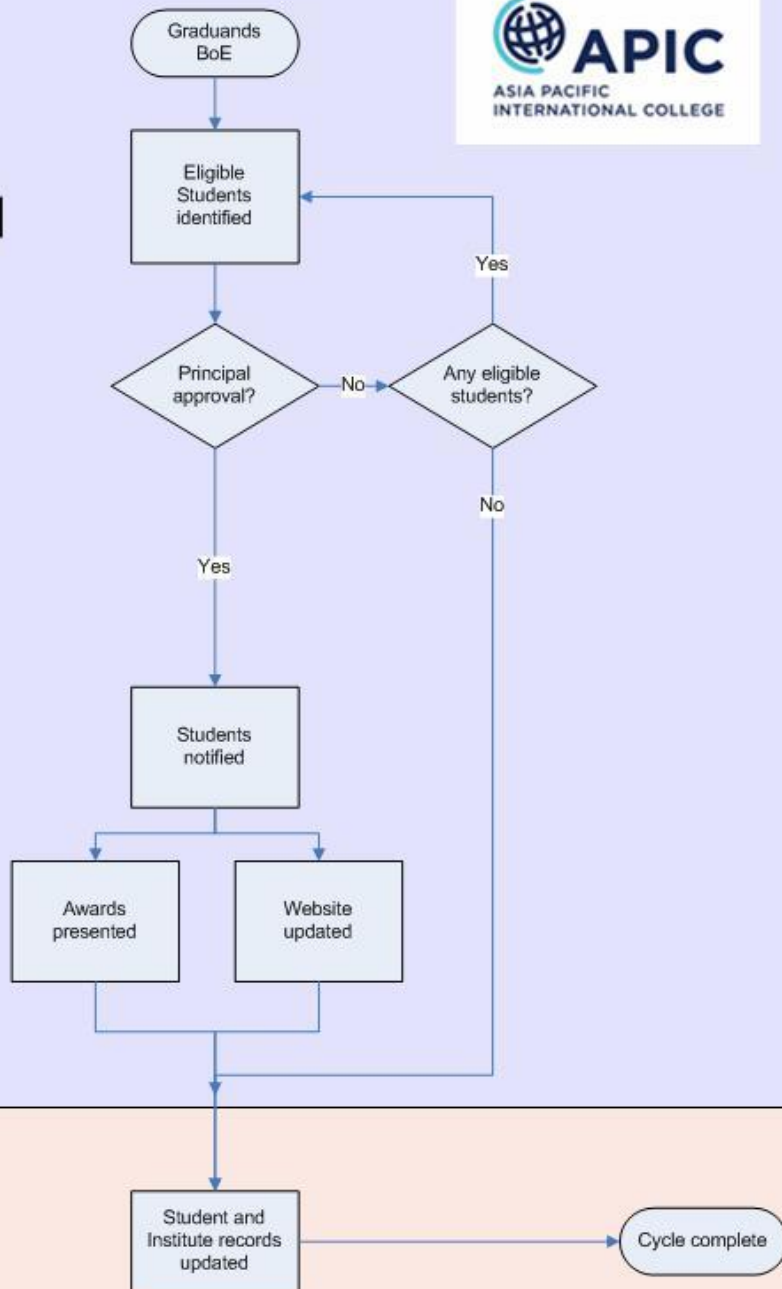 Graduands
BoE
APIC
ASIA PACIFIC
INTERNATIONAL COLLEGE
Eligible
Students
identified
Yes
Principal
approval?
No
Any eligible
students?
No
Yes
Students
notified
Awards
presented
Website
updated
Student and
Institute records
updated
Cycle complete